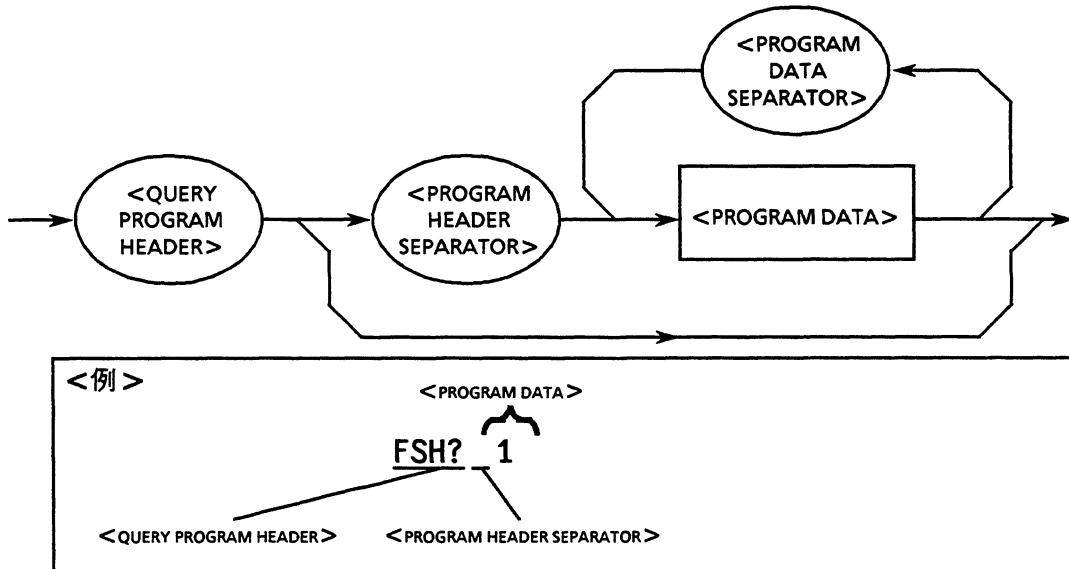 <PROGRAM
DATA
SEPARATOR>
<QUERY
PROGRAM
HEADER>
<PROGRAM
HEADER
SEPARATOR>
<PROGRAM DATA>
<例>
<PROGRAM DATA>
FSH? 1
<QUERY PROGRAM HEADER> <PROGRAM HEADER SEPARATOR>